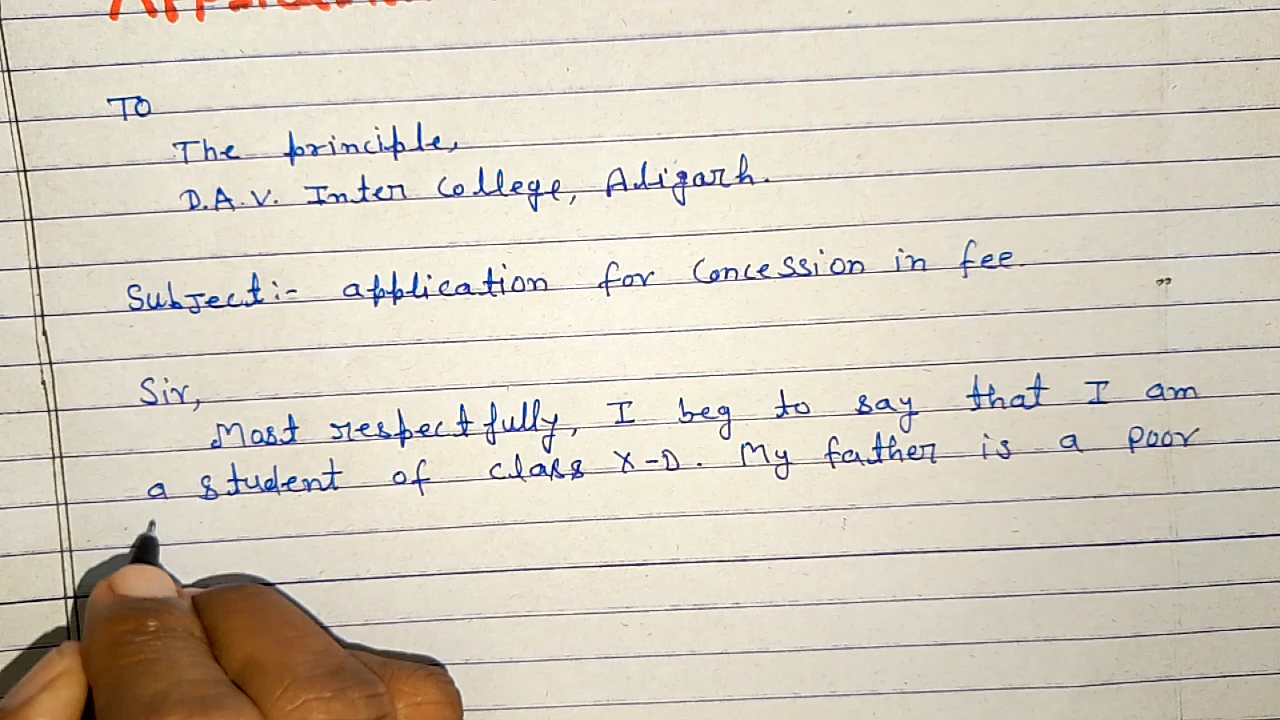 TO
The principle,
D.A.V. Inter College, Aligarh.
Subject:- application for Concession in fee
Sir,
Most respectfully, I beg to say that I am
a student of class X-D. My father is a poor